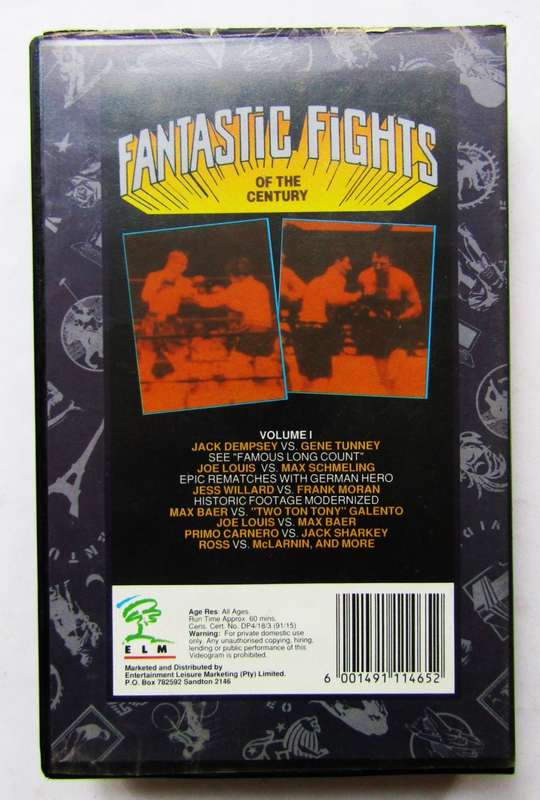 FANTASTIC FIGHTS
OF THE
CENTURY
VOLUME I
JACK DEMPSEY VS. GENE TUNNEY
SEE "FAMOUS LONG COUNT"
JOE LOUIS VS. MAX SCHMELING
EPIC REMATCHES WITH GERMAN HERO
JESS WILLARD VS. FRANK MORAN
HISTORIC FOOTAGE MODERNIZED
MAX BAER VS. "TWO TON TONY" GALENTO
JOE LOUIS VS. MAX BAER
PRIMO CARNERO VS. JACK SHARKEY
ROSS VS. McLARNIN, AND MORE
ELM
Age Res: All Ages.
Run Time Approx. 60 mins.
Cens. Cert. No. DP4/18/3 (91/15)
Warning: For private domestic use
only. Any unauthorised copying, hiring,
lending or public performance of this
Videogram is prohibited.
Marketed and Distributed by
Entertainment Leisure Marketing (Pty) Limited.
P.O. Box 782592 Sandton 2146
6 001491 114652